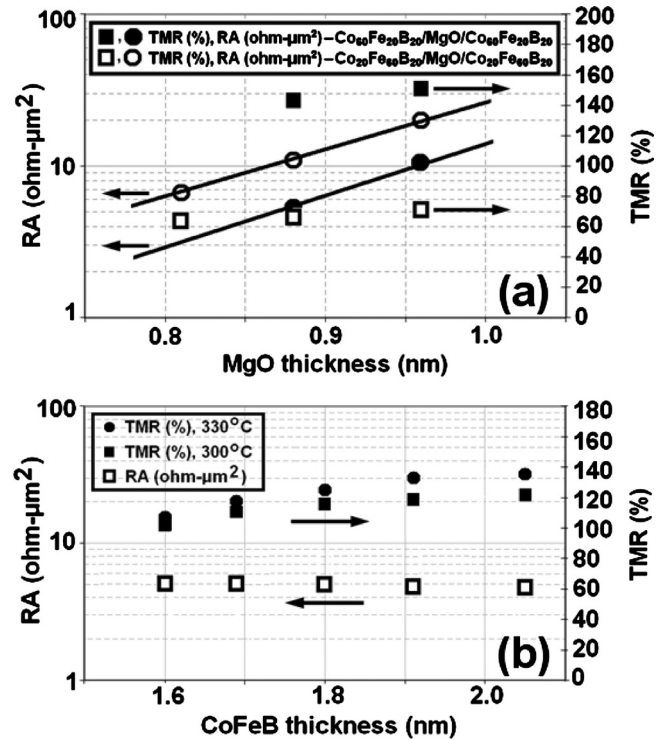 100
10
1
RA (ohm-μm²)
■ , ● TMR (%), RA (ohm-μm²)–Co₆₀Fe₂₀B₂₀/MgO/Co₆₀Fe₂₀B₂₀
□ , ○ TMR (%), RA (ohm-μm²)–Co₂₀Fe₆₀B₂₀/MgO/Co₂₀Fe₆₀B₂₀
200
180
160
140
120
100
80
60
40
20
0
TMR (%)
(a)
0.8 0.9 1.0
MgO thickness (nm)
100
10
1
RA (ohm-μm²)
● TMR (%), 330°C
■ TMR (%), 300°C
□ RA (ohm-μm²)
180
160
140
120
100
80
60
40
20
0
TMR (%)
(b)
1.6 1.8 2.0
CoFeB thickness (nm)